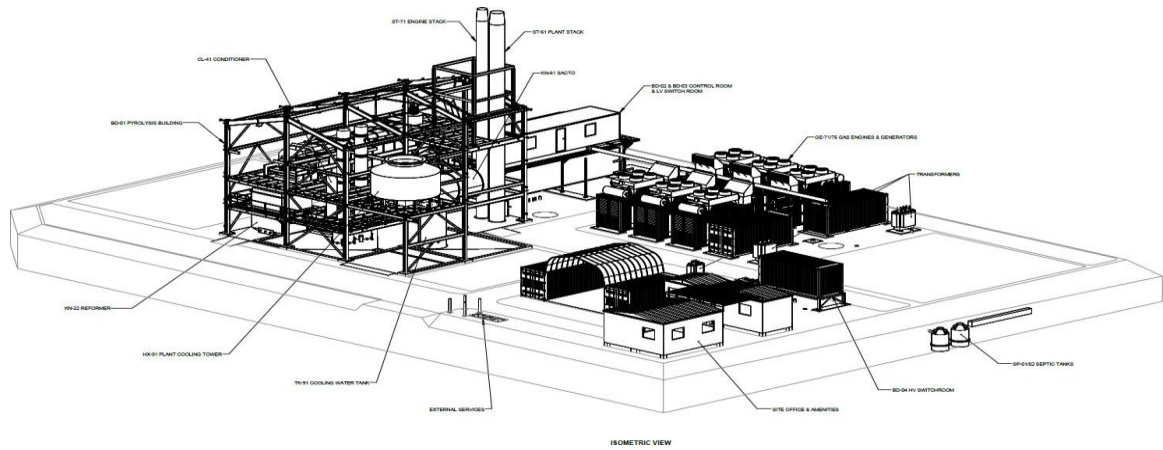 ST-71 ENGINE STACK
ST-61 PLANT STACK
CL-41 CONDITIONER
KN-61 SACTO
BD-02 & BD-03 CONTROL ROOM
& LV SWITCH ROOM
BD-01 PYROLYSIS BUILDING
GE-71/76 GAS ENGINES & GENERATORS
TRANSFORMERS
KN-22 REFORMER
HX-91 PLANT COOLING TOWER
TK-91 COOLING WATER TANK
EXTERNAL SERVICES
SITE OFFICE & AMENITIES
BD-04 HV SWITCHROOM
SP-01/02 SEPTIC TANKS
ISOMETRIC VIEW